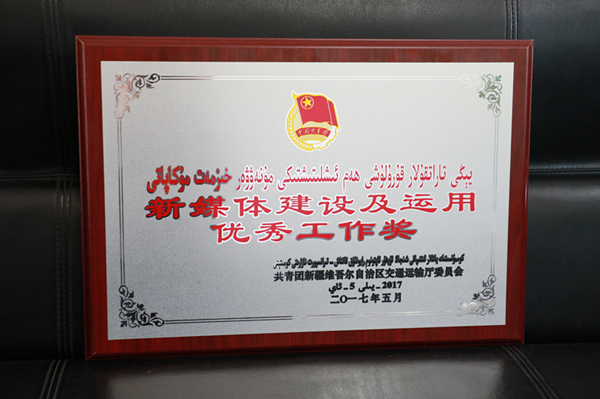 يېڭى تاراتقۇلار قۇرۇلۇشى ھەم ئىشلىتىشتىكى مۇنەۋۋەر خىزمەت مۇكاپاتى
新媒体建设及运用
优秀工作奖
共青团新疆维吾尔自治区交通运输厅委员会
2017 - يىلى 5 - ئاي
二〇一七年五月